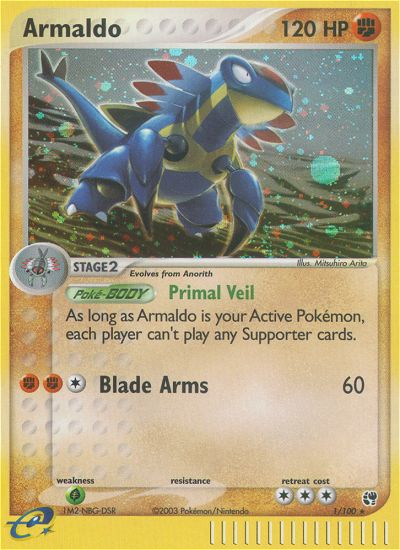 Armaldo 120 HP
Illus. Mitsuhiro Arita
STAGE2
Evolves from Anorith
Poké-BODY Primal Veil
As long as Armaldo is your Active Pokémon,
each player can't play any Supporter cards.
Blade Arms 60
weakness resistance retreat cost
1M2-NBG-DSR ©2003 Pokémon/Nintendo 1/100 ★
e